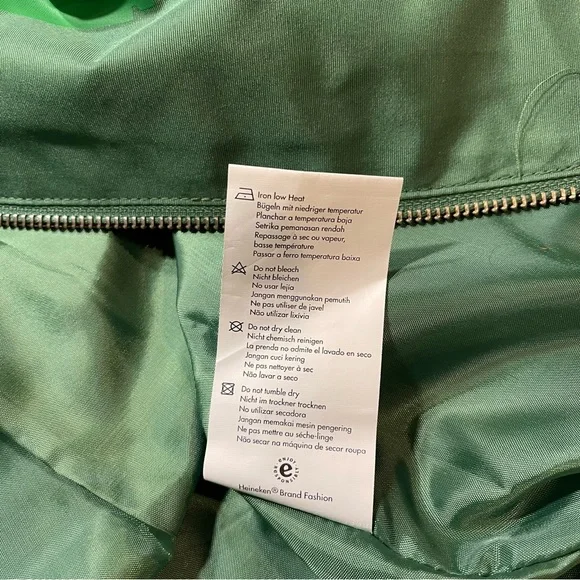 Iron low Heat
Bügeln mit niedriger temperatur
Planchar a temperatura baja
Setrika pemanasan rendah
Repassage à sec ou vapeur,
basse température
Passar a ferro temperatura baixa
Do not bleach
Nicht bleichen
No usar lejía
Jangan menggunakan pemutih
Ne pas utiliser de javel
Não utilizar lixívia
Do not dry clean
Nicht chemisch reinigen
La prenda no admite el lavado en seco
Jangan cuci kering
Ne pas nettoyer à sec
Não lavar a seco
Do not tumble dry
Nicht im trockner trocknen
No utilizar secadora
Jangan memakai mesin pengering
Ne pas mettre au sèche-linge
Não secar na máquina de secar roupa
enjoy responsibly
e
Heineken® Brand Fashion